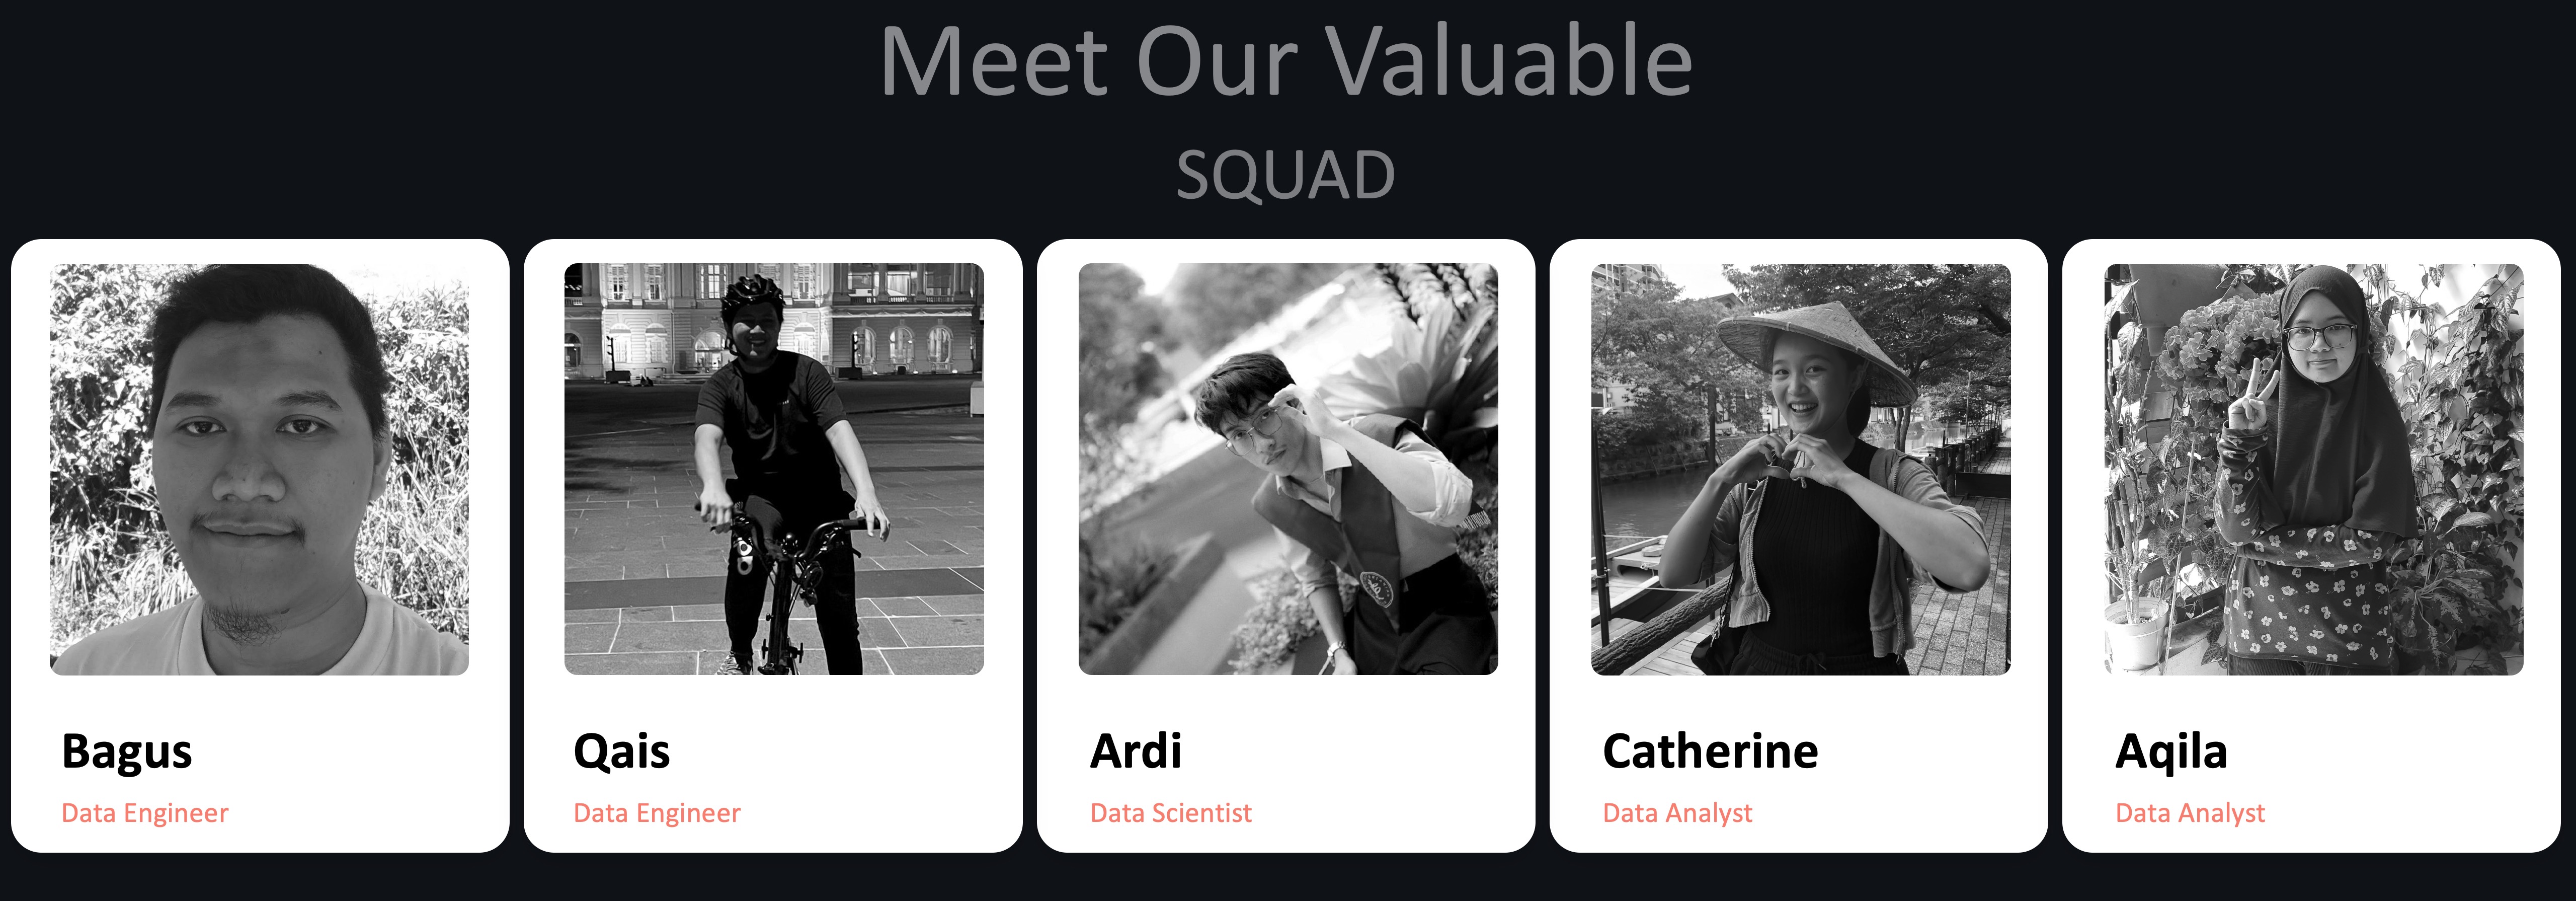 Meet Our Valuable
SQUAD
Bagus
Data Engineer
Qais
Data Engineer
Ardi
Data Scientist
Catherine
Data Analyst
Aqila
Data Analyst